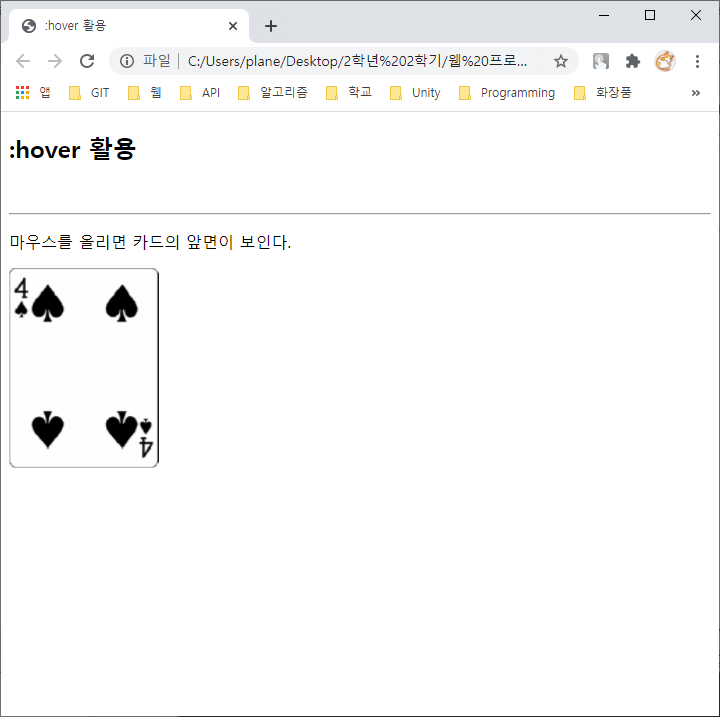 :hover 활용
파일 C:/Users/plane/Desktop/2학년%202학기/웹%20프로...
앱 GIT 웹 API 알고리즘 학교 Unity Programming 화장품 »
:hover 활용
마우스를 올리면 카드의 앞면이 보인다.
4
4